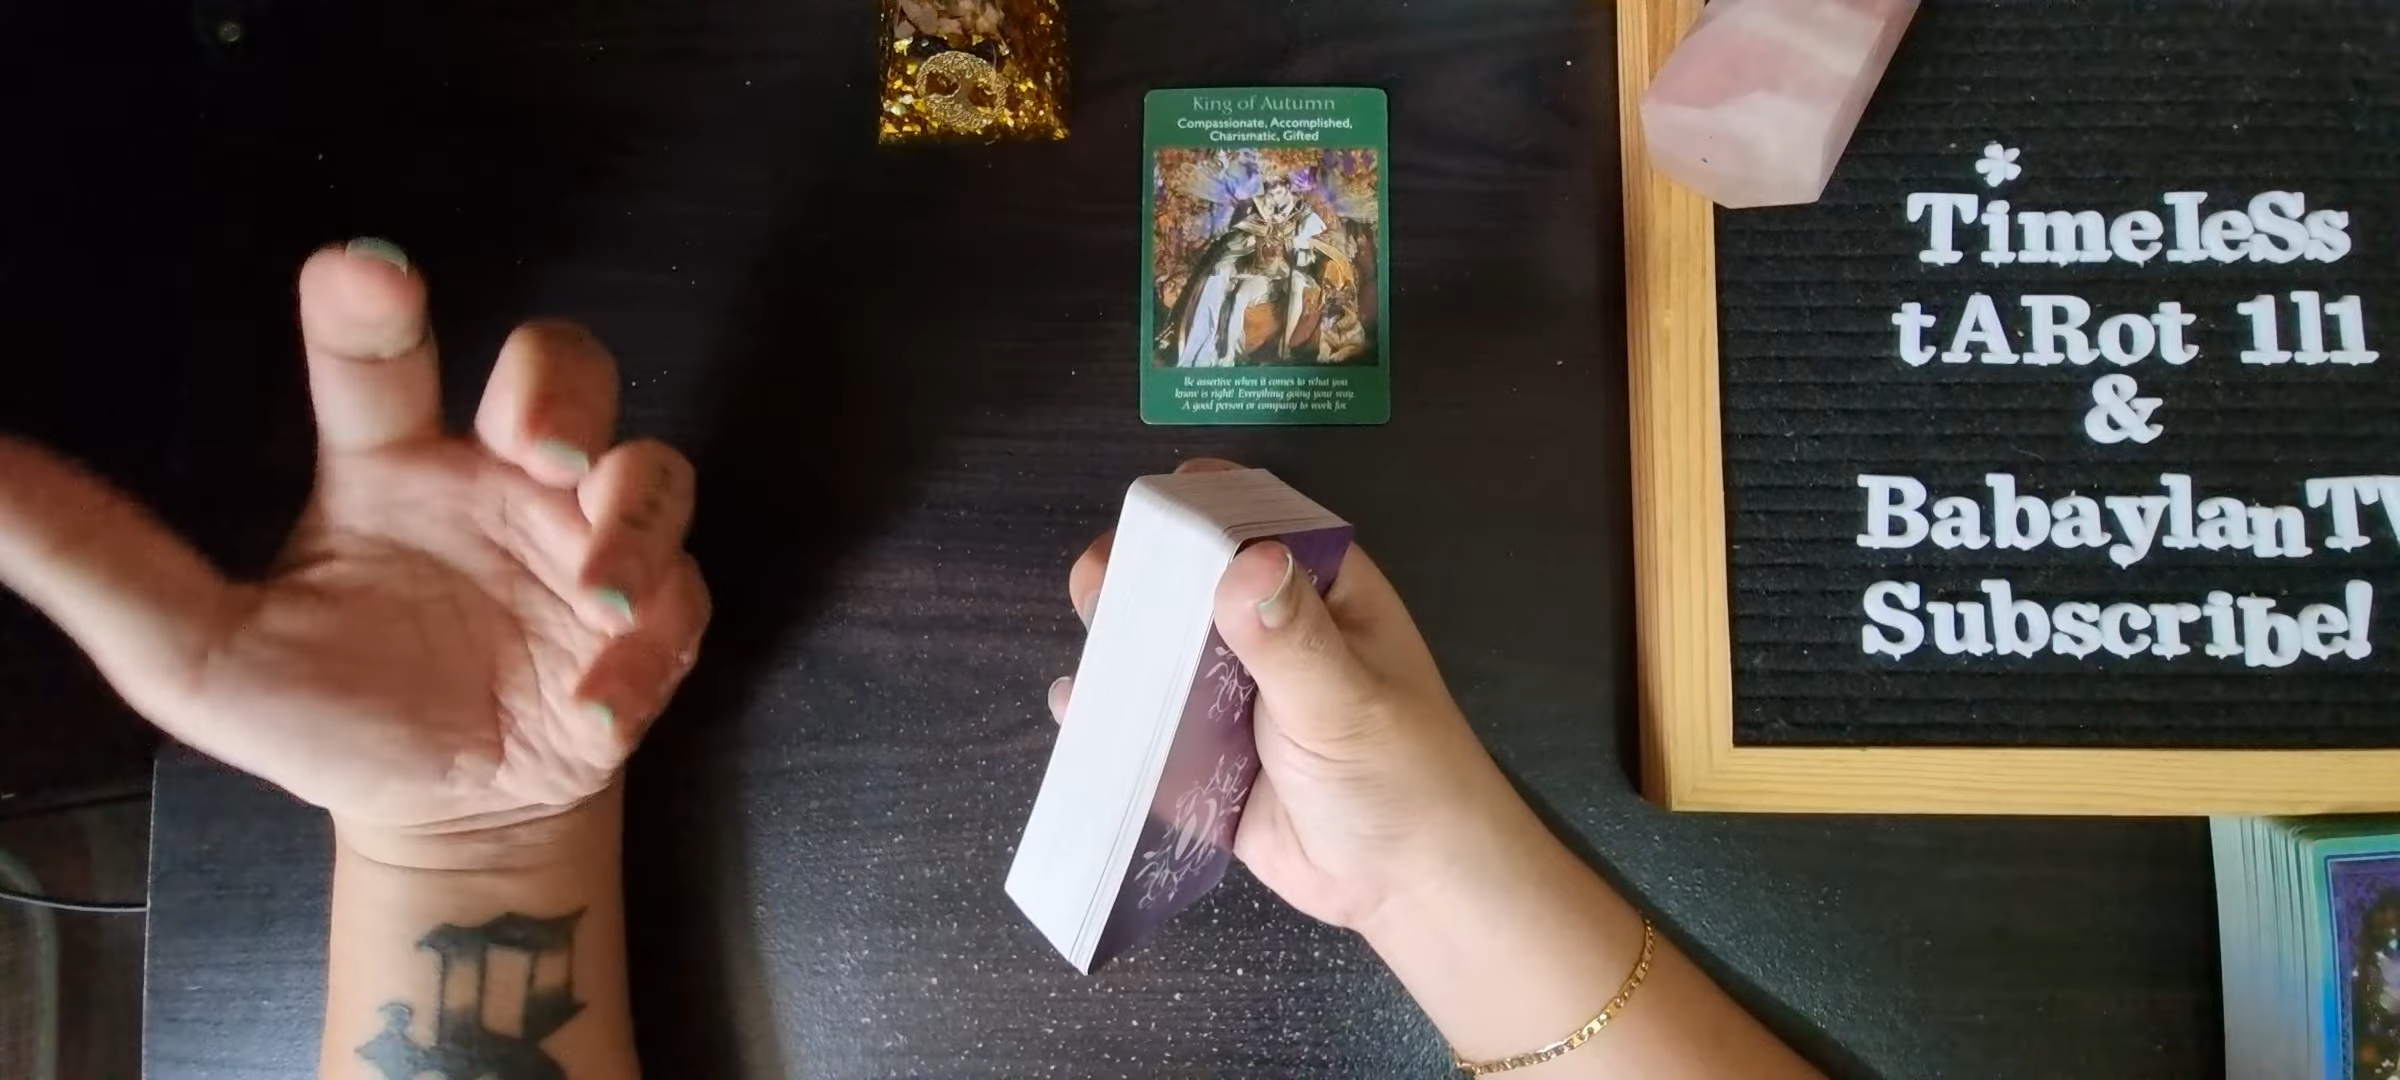 King of Autumn
Compassionate, Accomplished,
Charismatic, Gifted
Be assertive when it comes to what you
know is right! Everything going your way.
A good person or company to work for.
TimeleSs
tARot 111
&
BabaylanTV
Subscribe!